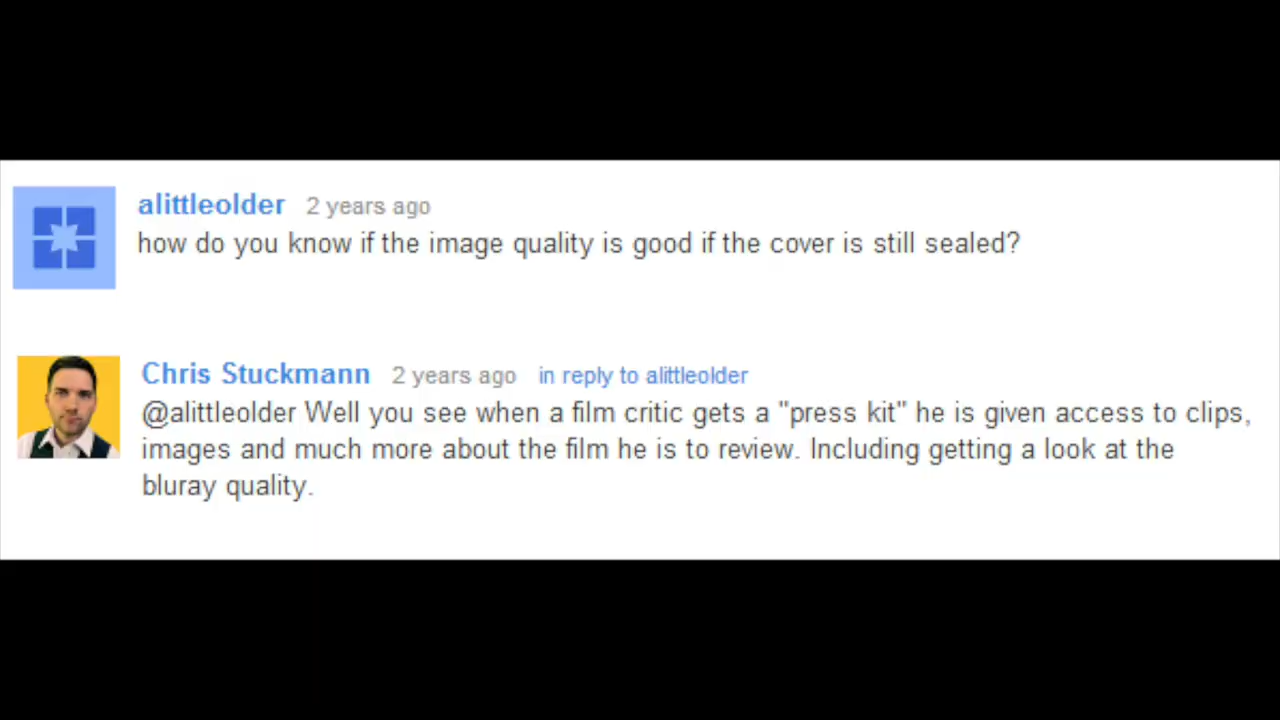 alittleolder 2 years ago
how do you know if the image quality is good if the cover is still sealed?
Chris Stuckmann 2 years ago in reply to alittleolder
@alittleolder Well you see when a film critic gets a "press kit" he is given access to clips,
images and much more about the film he is to review. Including getting a look at the
bluray quality.